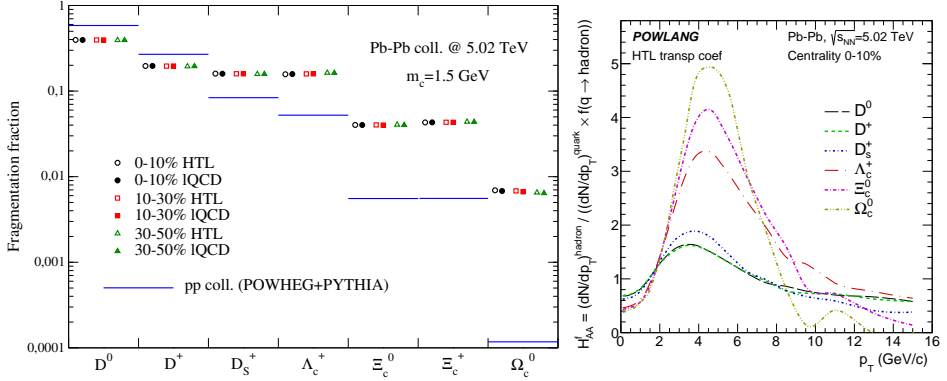 Pb-Pb coll. @ 5.02 TeV
m_c=1.5 GeV
Fragmentation fraction
1
0,1
0,01
0,001
0,0001
0-10% HTL
0-10% lQCD
10-30% HTL
10-30% lQCD
30-50% HTL
30-50% lQCD
pp coll. (POWHEG+PYTHIA)
D^0
D^+
D_S^+
Λ_c^+
Ξ_c^0
Ξ_c^+
Ω_c^0
POWLANG
Pb-Pb, √s_NN=5.02 TeV
HTL transp coef
Centrality 0-10%
D^0
D^+
D_s^+
Λ_c^+
Ξ_c^0
Ω_c^0
H^f_AA = (dN/dp_T)^hadron / ((dN/dp_T)^quark × f(q → hadron))
6
5
4
3
2
1
0
0 2 4 6 8 10 12 14 16
p_T (GeV/c)